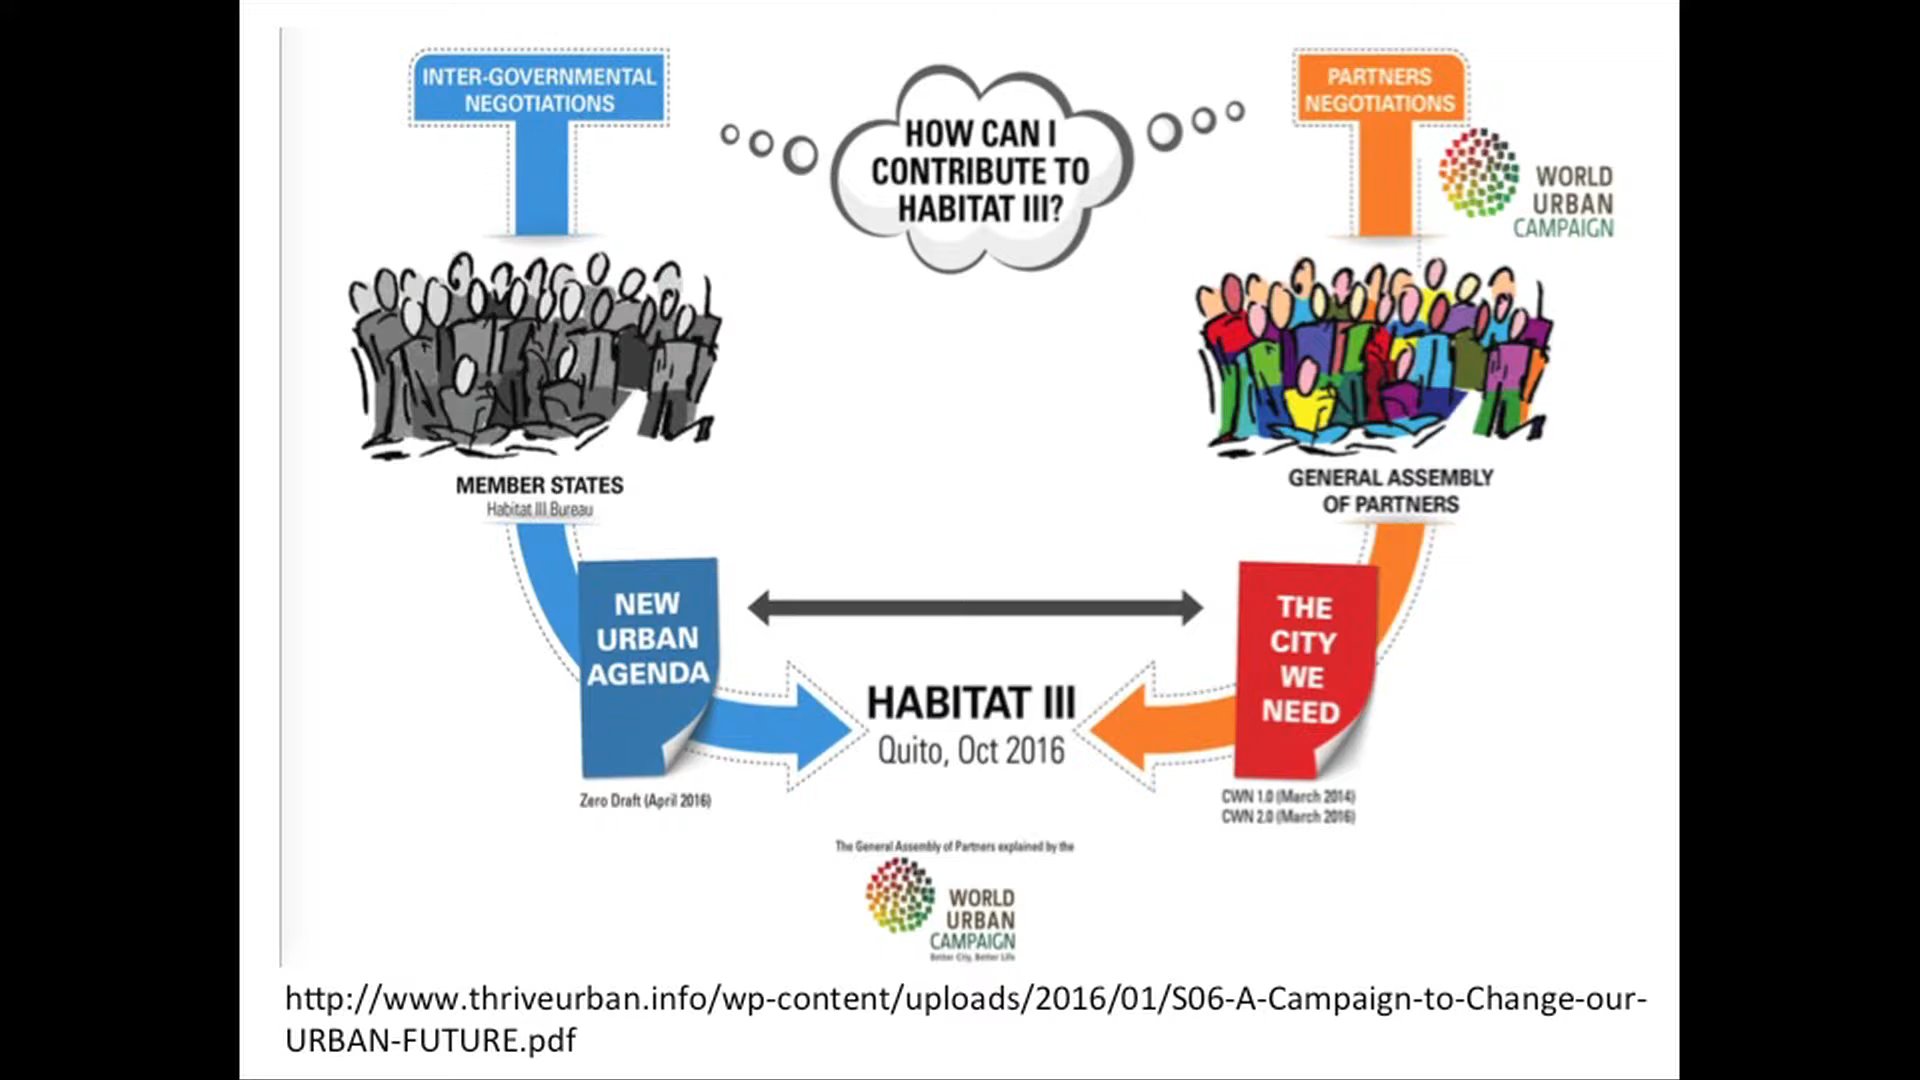 INTER-GOVERNMENTAL
NEGOTIATIONS
HOW CAN I
CONTRIBUTE TO
HABITAT III?
PARTNERS
NEGOTIATIONS
WORLD
URBAN
CAMPAIGN
MEMBER STATES
Habitat III Bureau
GENERAL ASSEMBLY
OF PARTNERS
NEW
URBAN
AGENDA
THE
CITY
WE
NEED
HABITAT III
Quito, Oct 2016
Zero Draft (April 2016)
CWN 1.0 (March 2014)
CWN 2.0 (March 2016)
The General Assembly of Partners explained by the
WORLD
URBAN
CAMPAIGN
Better City, Better Life
http://www.thriveurban.info/wp-content/uploads/2016/01/S06-A-Campaign-to-Change-our-
URBAN-FUTURE.pdf